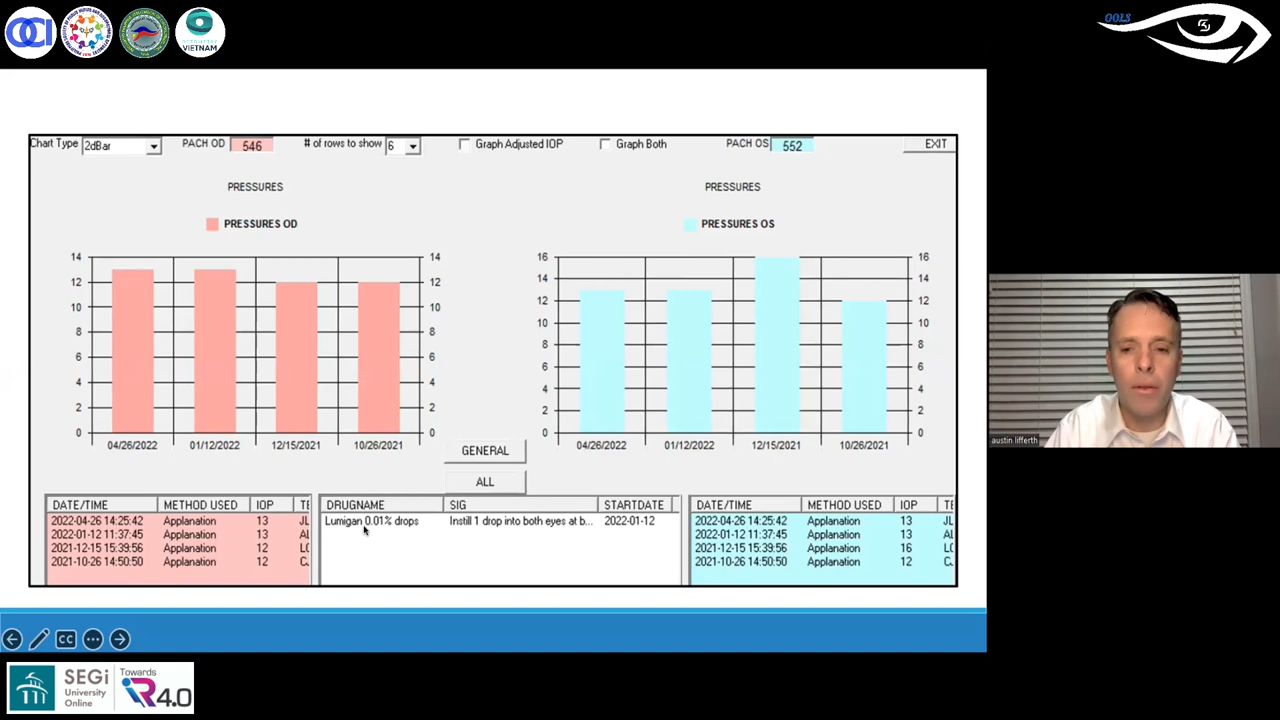 OCI
VIETNAM
OOLS
Chart Type 2dBar PACH OD 546 # of rows to show 6 Graph Adjusted IOP Graph Both PACH OS 552 EXIT
PRESSURES PRESSURES
PRESSURES OD PRESSURES OS
14 14 16 16
12 12 14 14
10 10 12 12
8 8 10 10
6 6 8 8
4 4 6 6
2 2 4 4
0 0 2 2
0 0
04/26/2022 01/12/2022 12/15/2021 10/26/2021 04/26/2022 01/12/2022 12/15/2021 10/26/2021
GENERAL
ALL
DATE/TIME METHOD USED IOP
2022-04-26 14:25:42 Applanation 13 JL
2022-01-12 11:37:45 Applanation 13
2021-12-15 15:39:56 Applanation 12
2021-10-26 14:50:50 Applanation 12
DRUGNAME SIG STARTDATE
Lumigan 0.01% drops Instill 1 drop into both eyes at b... 2022-01-12
DATE/TIME METHOD USED IOP
2022-04-26 14:25:42 Applanation 13 JL
2022-01-12 11:37:45 Applanation 13
2021-12-15 15:39:56 Applanation 16
2021-10-26 14:50:50 Applanation 12
austin lifferth
CC
SEGi
University
Online
Towards
iR4.0